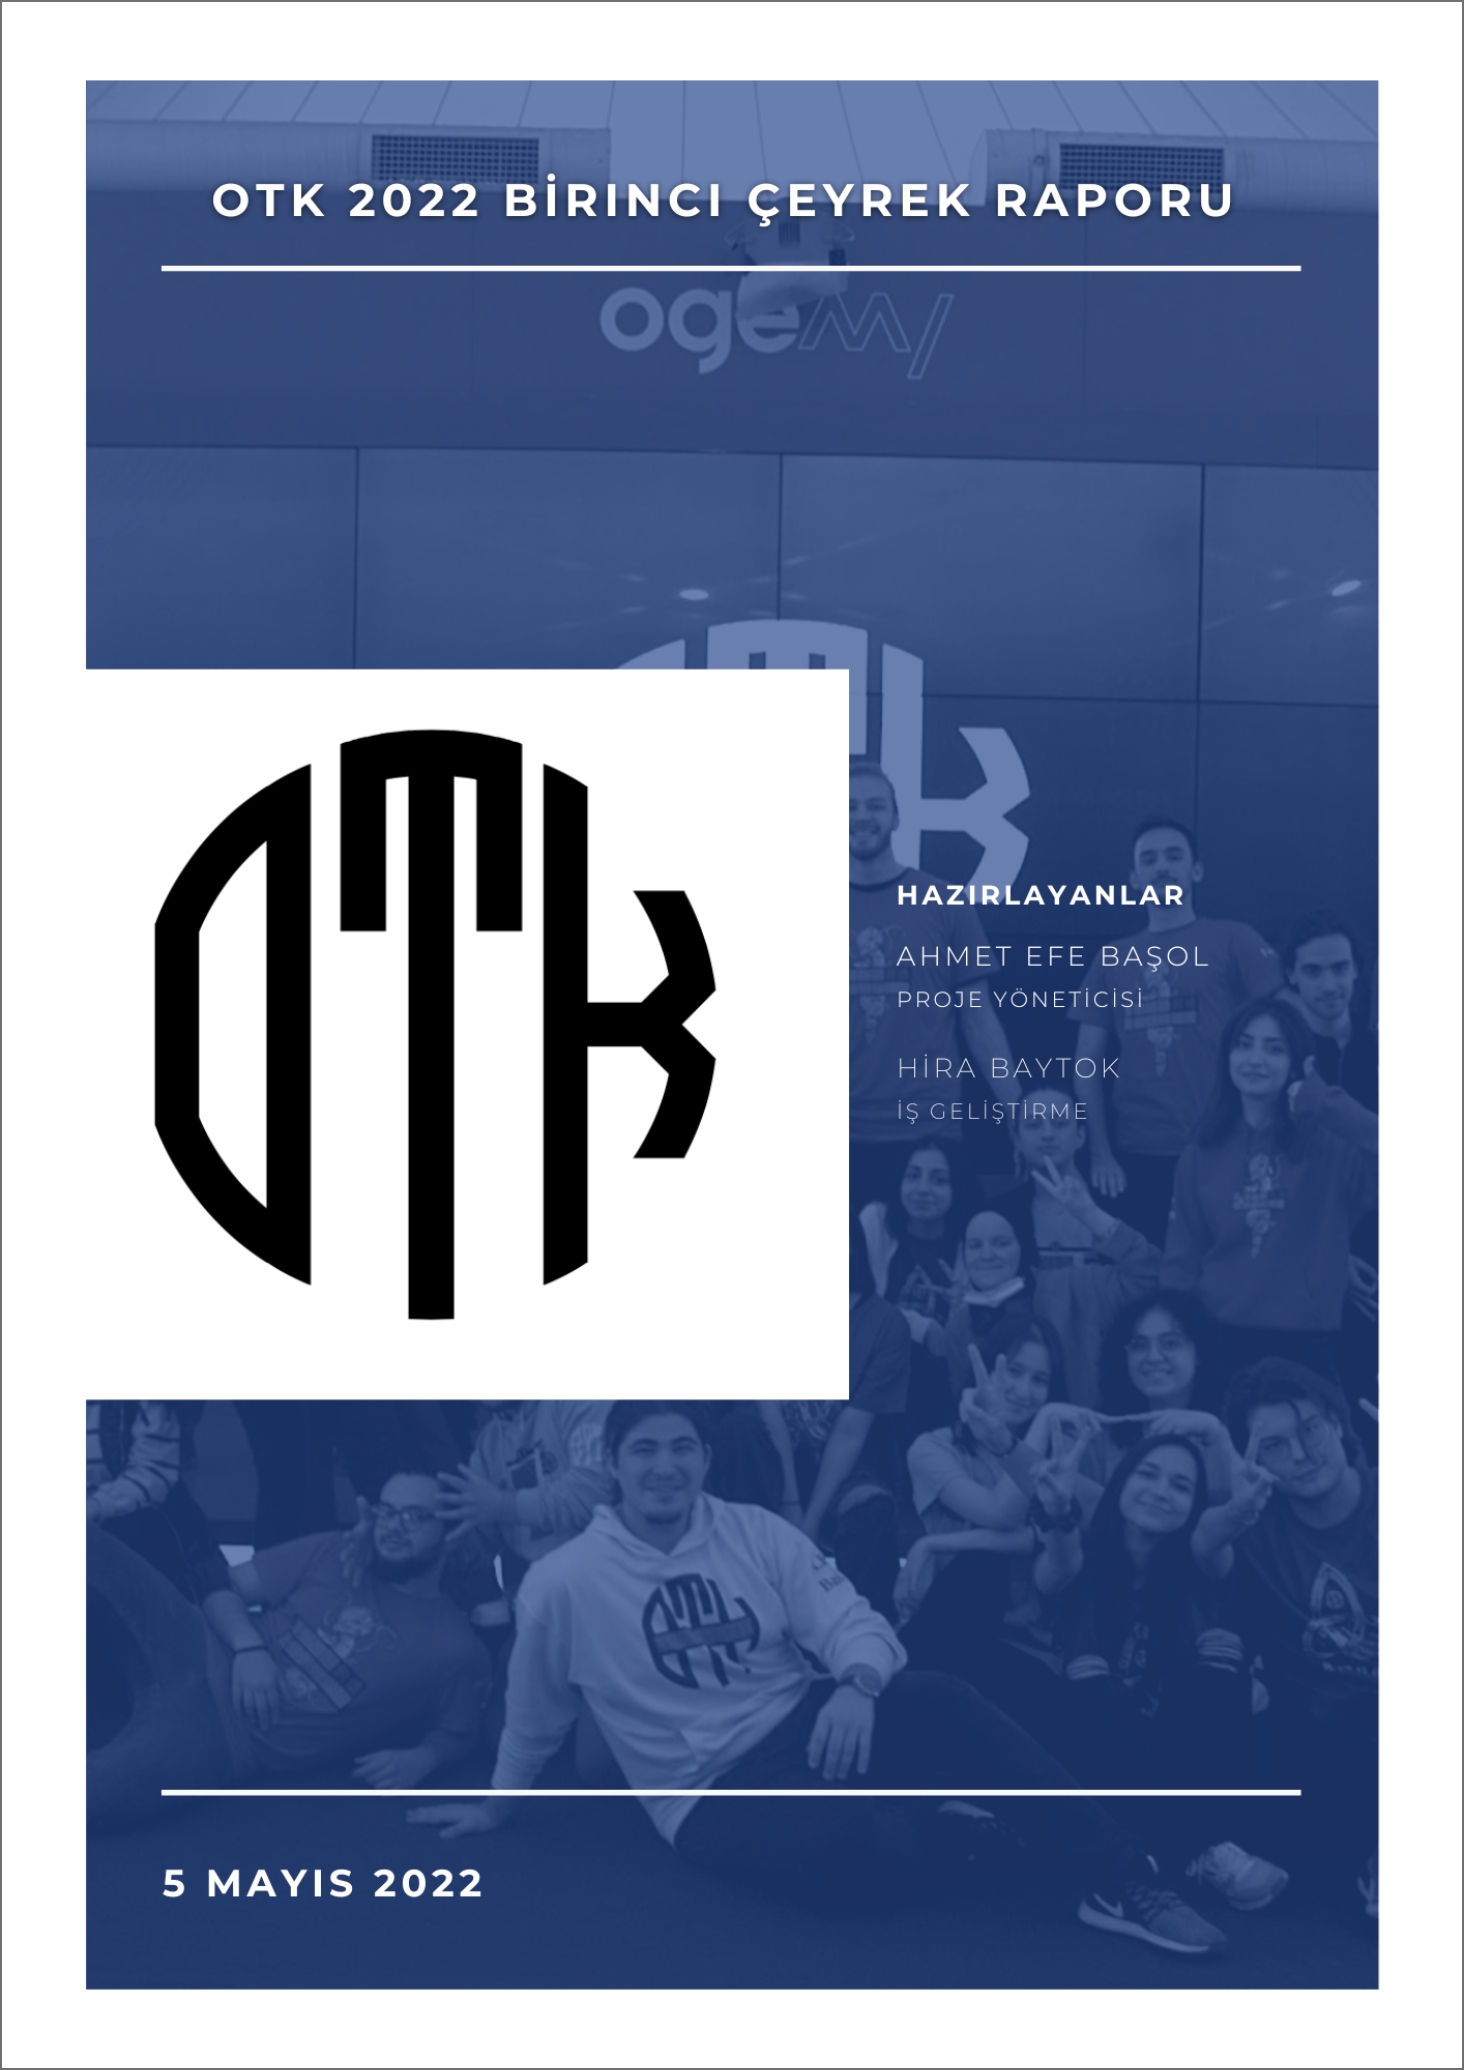 OTK 2022 BİRINCI ÇEYREK RAPORU
ogem/
OTK
HAZIRLAYANLAR
AHMET EFE BAŞOL
PROJE YÖNETİCİSİ
HİRA BAYTOK
İŞ GELİŞTİRME
OTK
5 MAYIS 2022